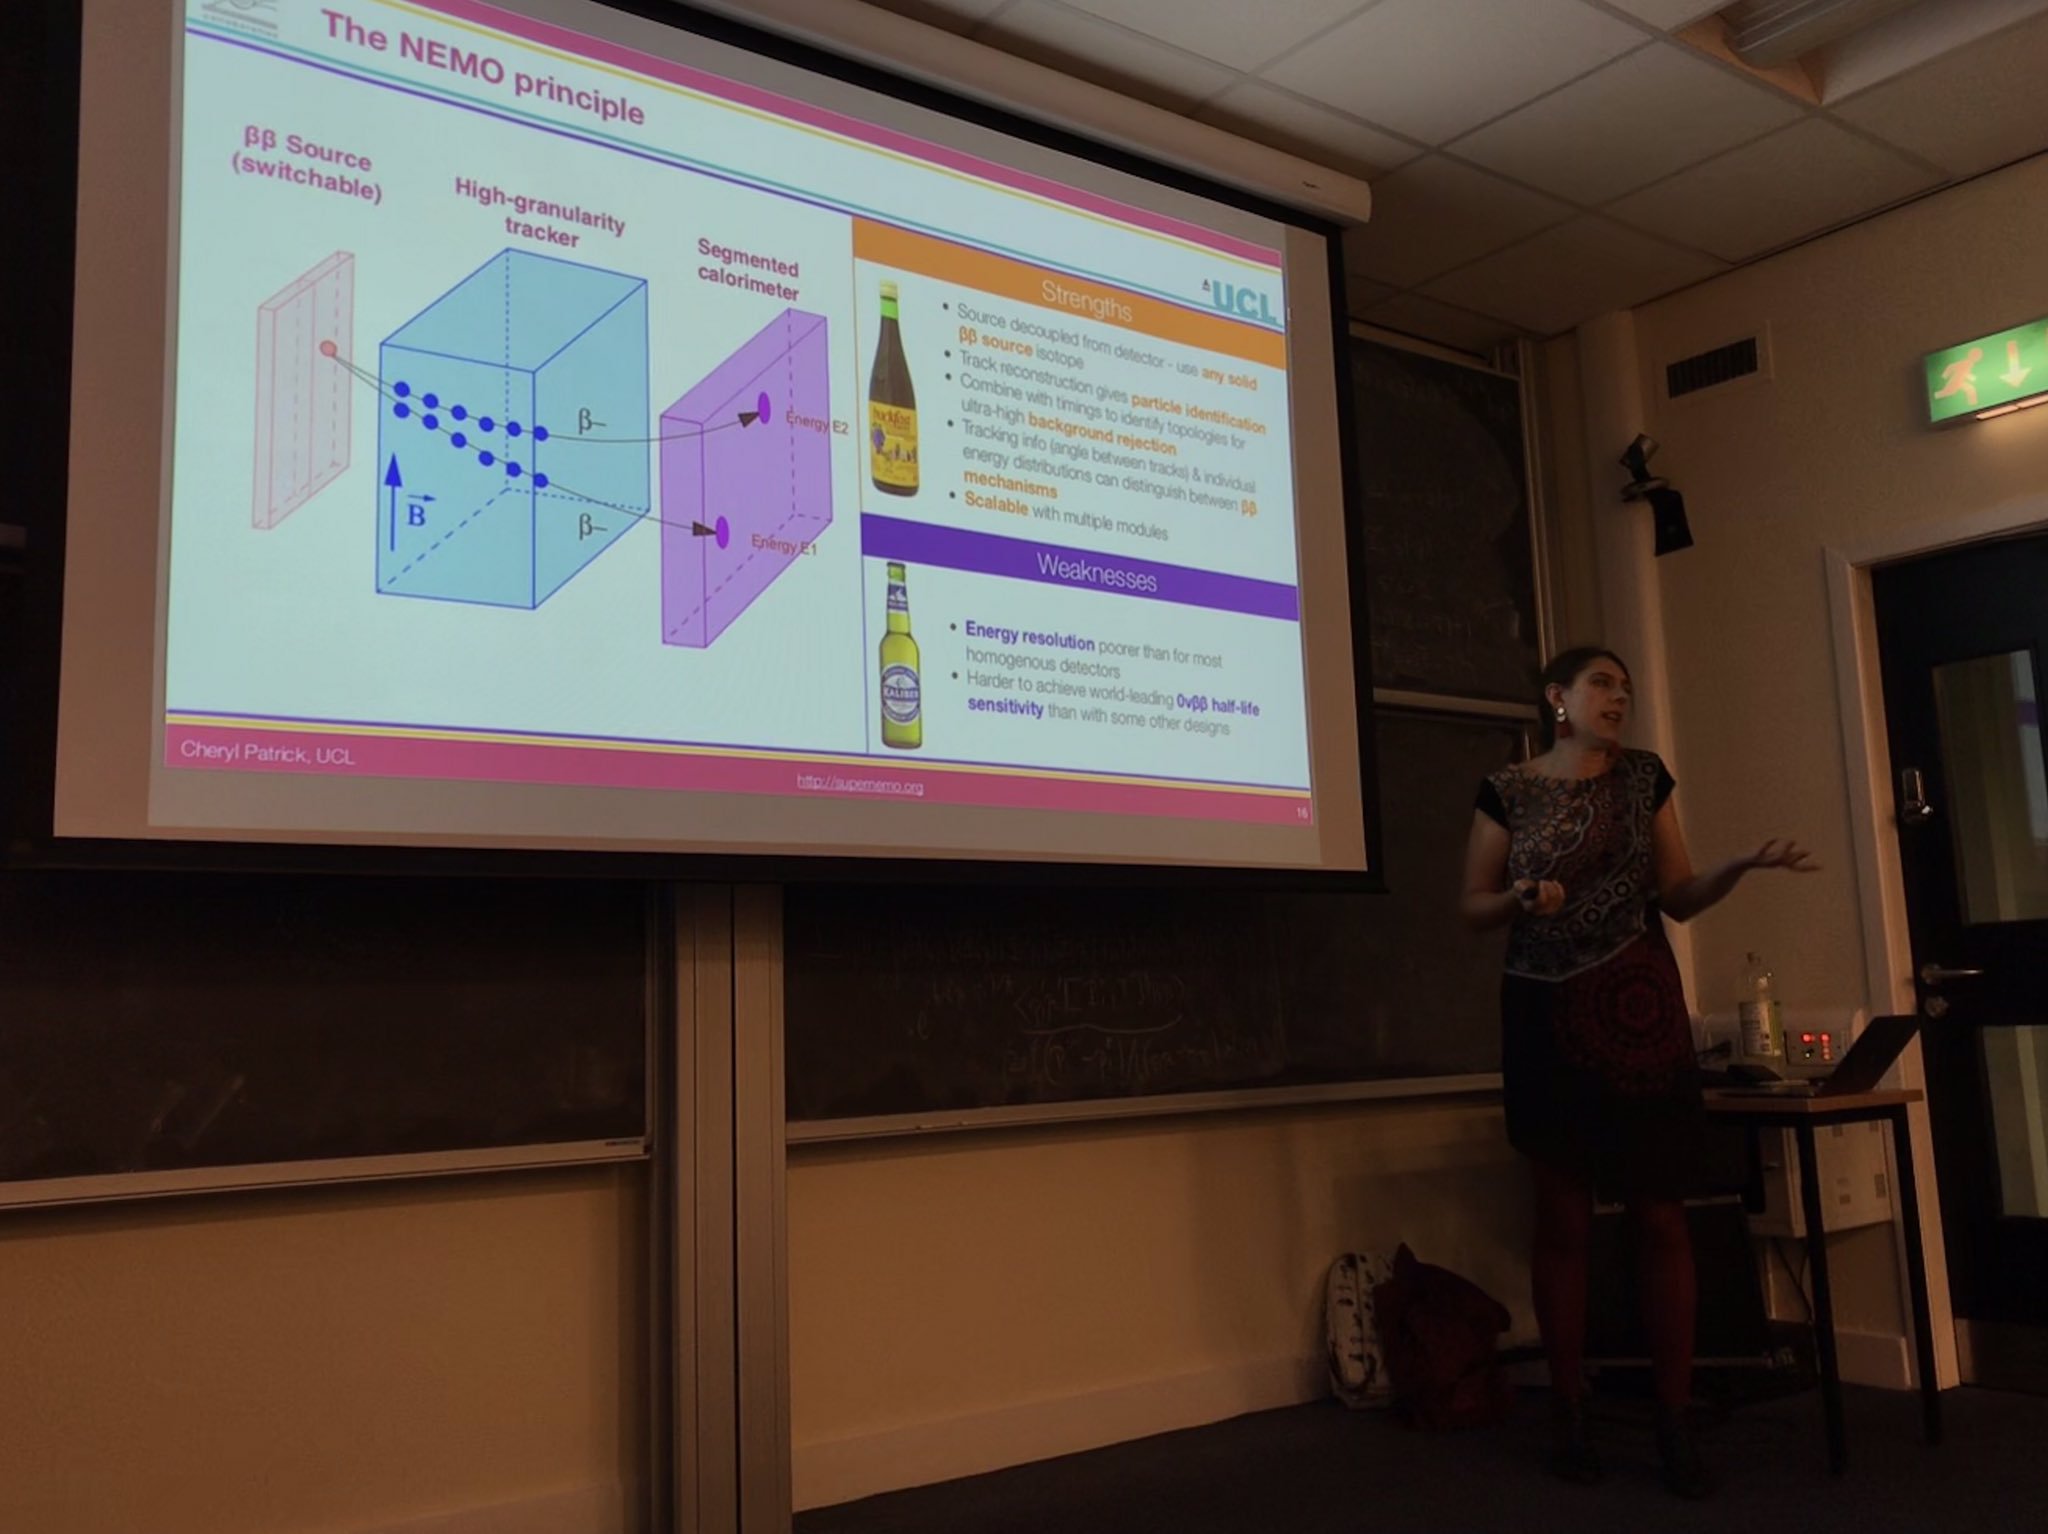 The NEMO principle
ββ Source
(switchable)
High-granularity
tracker
Segmented
calorimeter
β–
β–
B
Energy E2
Energy E1
UCL
Strengths
• Source decoupled from detector - use any solid
ββ source isotope
• Track reconstruction gives particle identification
• Combine with timings to identify topologies for
ultra-high background rejection
• Tracking info (angle between tracks) & individual
energy distributions can distinguish between ββ
mechanisms
• Scalable with multiple modules
buckfast
Weaknesses
• Energy resolution poorer than for most
homogenous detectors
• Harder to achieve world-leading 0νββ half-life
sensitivity than with some other designs
KALIBER
Cheryl Patrick, UCL
http://supernemo.org
16